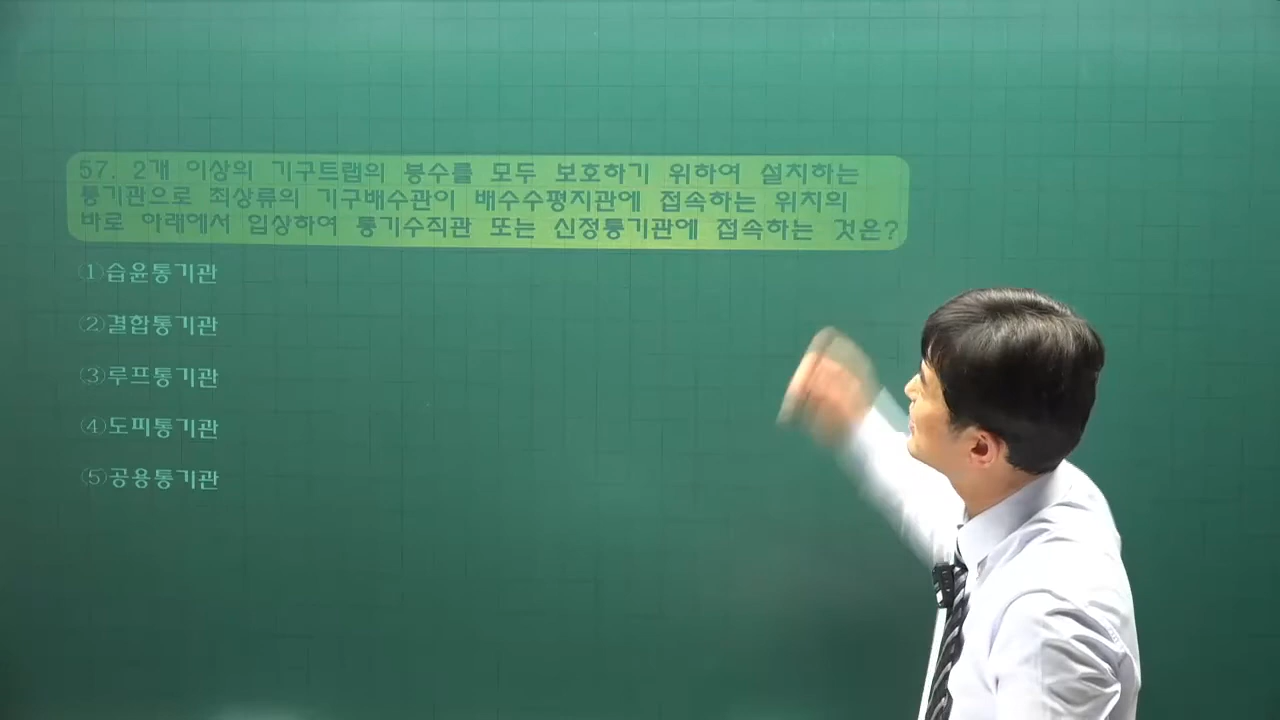 57. 2개 이상의 기구트랩의 봉수를 모두 보호하기 위하여 설치하는
통기관으로 최상류의 기구배수관이 배수수평지관에 접속하는 위치의
바로 아래에서 입상하여 통기수직관 또는 신정통기관에 접속하는 것은?
①습윤통기관
②결합통기관
③루프통기관
④도피통기관
⑤공용통기관